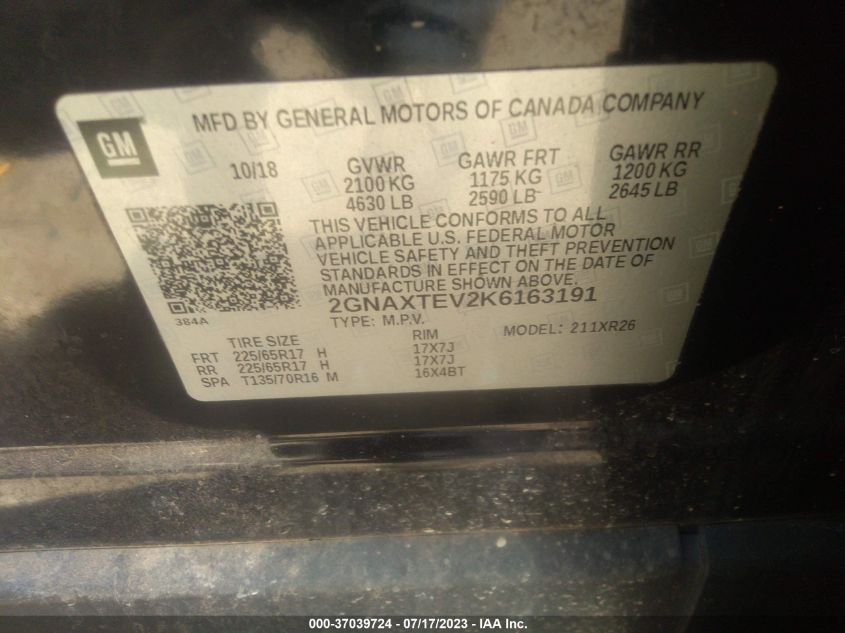 GM
MFD BY GENERAL MOTORS OF CANADA COMPANY
10/18
GVWR
2100 KG
4630 LB
GAWR FRT
1175 KG
2590 LB
GAWR RR
1200 KG
2645 LB
THIS VEHICLE CONFORMS TO ALL
APPLICABLE U.S. FEDERAL MOTOR
VEHICLE SAFETY AND THEFT PREVENTION
STANDARDS IN EFFECT ON THE DATE OF
MANUFACTURE SHOWN ABOVE.
384A
2GNAXTEV2K6163191
TYPE: M.P.V.
MODEL: 211XR26
TIRE SIZE RIM
FRT 225/65R17 H 17X7J
RR 225/65R17 H 17X7J
SPA T135/70R16 M 16X4BT
000-37039724 - 07/17/2023 - Copart, Inc.